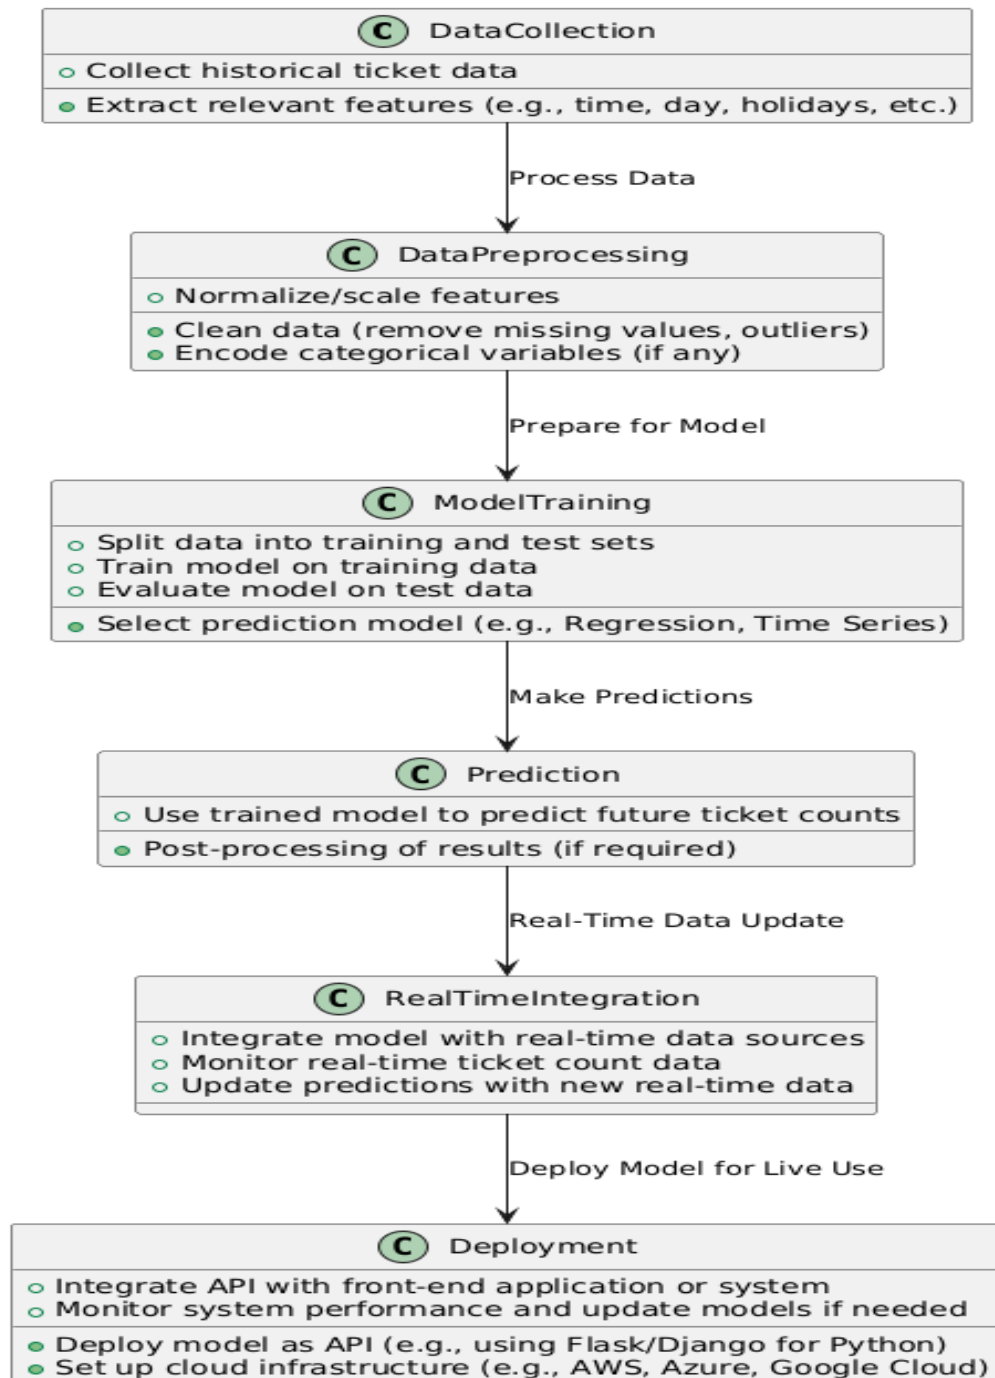 C DataCollection
Collect historical ticket data
Extract relevant features (e.g., time, day, holidays, etc.)
Process Data
C DataPreprocessing
Normalize/scale features
Clean data (remove missing values, outliers)
Encode categorical variables (if any)
Prepare for Model
C ModelTraining
Split data into training and test sets
Train model on training data
Evaluate model on test data
Select prediction model (e.g., Regression, Time Series)
Make Predictions
C Prediction
Use trained model to predict future ticket counts
Post-processing of results (if required)
Real-Time Data Update
C RealTimeIntegration
Integrate model with real-time data sources
Monitor real-time ticket count data
Update predictions with new real-time data
Deploy Model for Live Use
C Deployment
Integrate API with front-end application or system
Monitor system performance and update models if needed
Deploy model as API (e.g., using Flask/Django for Python)
Set up cloud infrastructure (e.g., AWS, Azure, Google Cloud)